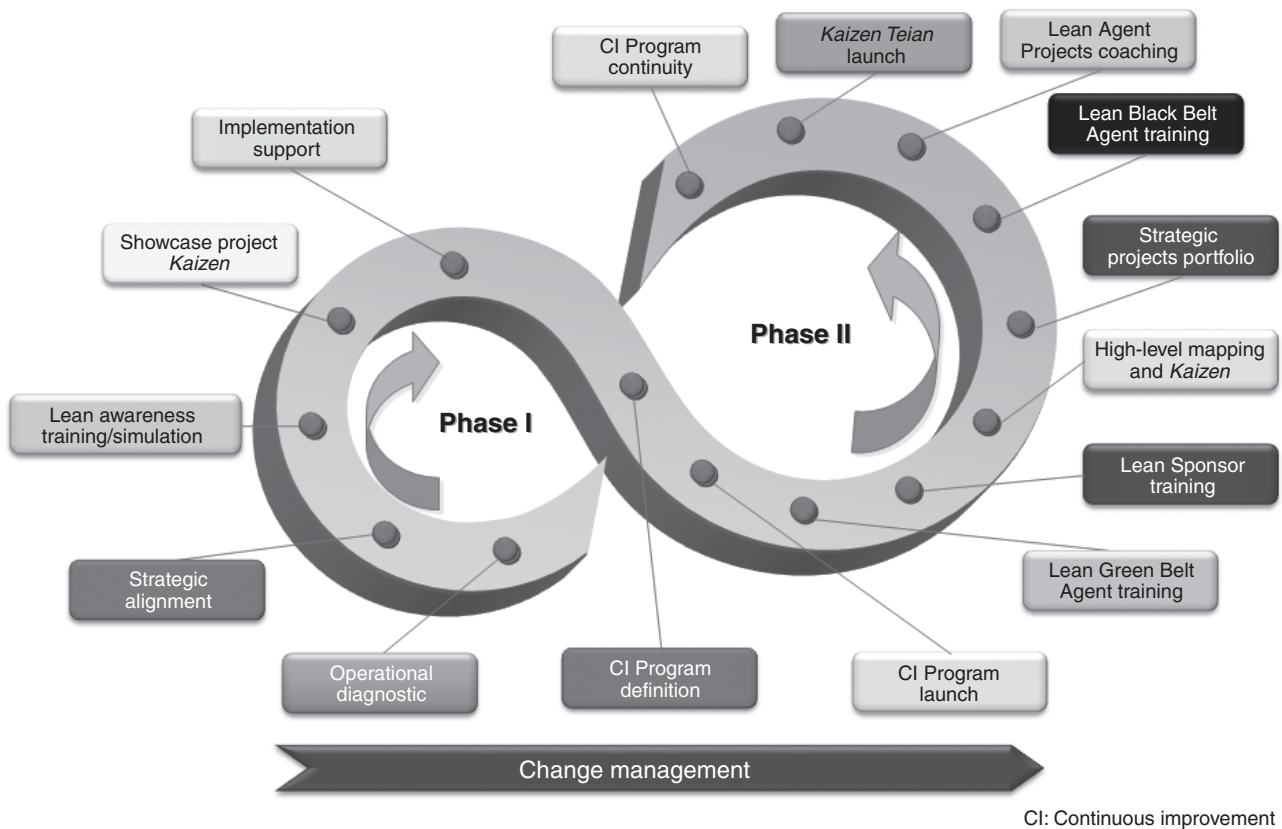 CI Program
continuity
Kaizen Teian
launch
Lean Agent
Projects coaching
Lean Black Belt
Agent training
Implementation
support
Showcase project
Kaizen
Strategic
projects portfolio
Phase II
High-level mapping
and Kaizen
Lean awareness
training/simulation
Phase I
Lean Sponsor
training
Strategic
alignment
Lean Green Belt
Agent training
Operational
diagnostic
CI Program
definition
CI Program
launch
Change management
CI: Continuous improvement